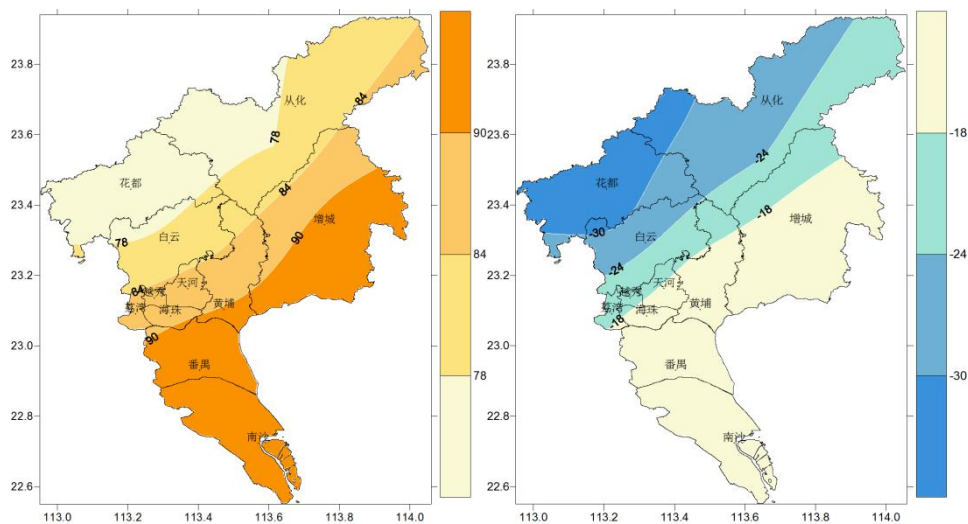 23.8
23.6
23.4
23.2
23.0
22.8
22.6
113.0
113.2
113.4
113.6
113.8
114.0
从化
花都
白云
增城
天河
越秀
荔湾
海珠
黄埔
番禺
南沙
84
78
84
78
90
84
90
90
84
78
23.8
23.6
23.4
23.2
23.0
22.8
22.6
113.0
113.2
113.4
113.6
113.8
114.0
从化
花都
白云
增城
天河
越秀
荔湾
海珠
黄埔
番禺
南沙
-24
-18
-30
-24
-18
-18
-24
-30